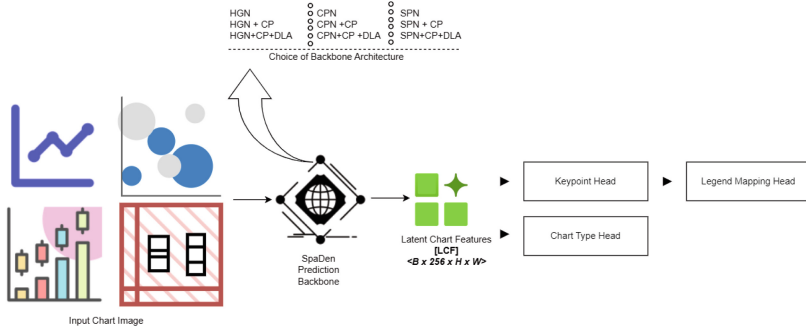 HGN CPN SPN
HGN + CP CPN +CP SPN + CP
HGN+CP+DLA CPN+CP +DLA SPN+CP+DLA
Choice of Backbone Architecture
Keypoint Head
Legend Mapping Head
Chart Type Head
Latent Chart Features
[LCF]
<B x 256 x H x W>
SpaDen
Prediction
Backbone
Input Chart Image